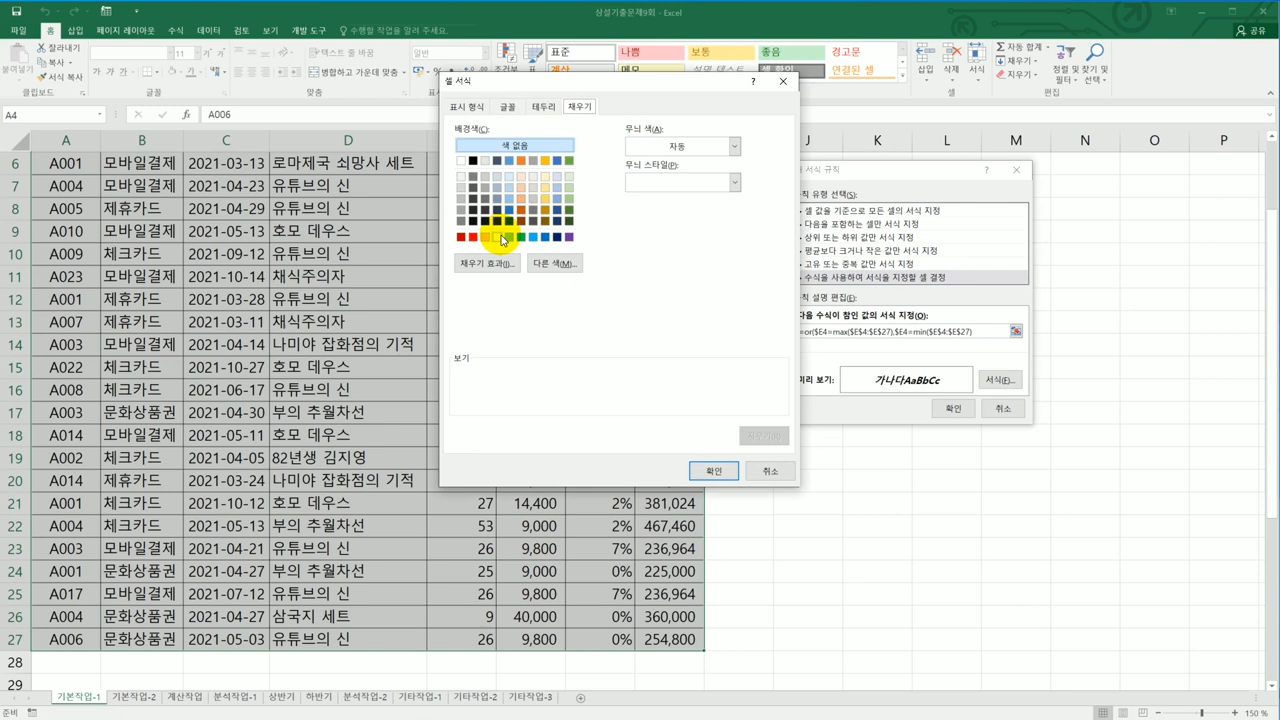 상설기출문제9회 - Excel
파일 홈 삽입 페이지 레이아웃 수식 데이터 검토 보기 개발 도구 수행할 작업을 알려 주세요. 공유
잘라내기
복사
서식 복사
붙여넣기
11
텍스트 줄 바꿈
병합하고 가운데 맞춤
일반
표준 나쁨 보통 좋음 경고문
계산 메모 설명 텍스트 셀 확인 연결된 셀
삽입 삭제 서식
자동 합계
채우기
지우기
정렬 및 찾기 및
필터 선택
클립보드 글꼴 맞춤 셀 편집
A4 A006
셀 서식
표시 형식 글꼴 테두리 채우기
배경색(C):
색 없음
무늬 색(A):
자동
무늬 스타일(P):
채우기 효과(I)... 다른 색(M)...
보기
확인 취소
서식 규칙
규칙 유형 선택(S):
셀 값을 기준으로 모든 셀의 서식 지정
다음을 포함하는 셀만 서식 지정
상위 또는 하위 값만 서식 지정
평균보다 크거나 작은 값만 서식 지정
고유 또는 중복 값만 서식 지정
수식을 사용하여 서식을 지정할 셀 결정
규칙 설명 편집(E):
다음 수식이 참인 값의 서식 지정(O):
=or($E4=max($E$4:$E$27),$E4=min($E$4:$E$27)
미리 보기: 가나다AaBbCc 서식(F)...
확인 취소
A B C D J K L M N O P
6 A001 모바일결제 2021-03-13 로마제국 쇠망사 세트
7 A004 모바일결제 2021-04-14 유튜브의 신
8 A005 제휴카드 2021-04-29 유튜브의 신
9 A010 모바일결제 2021-05-13 호모 데우스
10 A009 체크카드 2021-09-12 유튜브의 신
11 A023 모바일결제 2021-10-14 채식주의자
12 A001 제휴카드 2021-03-28 유튜브의 신
13 A007 제휴카드 2021-03-11 채식주의자
14 A003 모바일결제 2021-04-14 나미야 잡화점의 기적
15 A022 체크카드 2021-10-27 호모 데우스
16 A008 체크카드 2021-06-17 유튜브의 신
17 A003 문화상품권 2021-04-30 부의 추월차선
18 A014 모바일결제 2021-05-11 호모 데우스
19 A002 체크카드 2021-04-05 82년생 김지영
20 A014 제휴카드 2021-03-24 나미야 잡화점의 기적
21 A001 체크카드 2021-10-12 호모 데우스 27 14,400 2% 381,024
22 A004 체크카드 2021-05-13 부의 추월차선 53 9,000 2% 467,460
23 A003 모바일결제 2021-04-21 유튜브의 신 26 9,800 7% 236,964
24 A001 문화상품권 2021-04-27 부의 추월차선 25 9,000 0% 225,000
25 A017 모바일결제 2021-07-12 유튜브의 신 26 9,800 7% 236,964
26 A004 문화상품권 2021-04-27 삼국지 세트 9 40,000 0% 360,000
27 A006 문화상품권 2021-05-03 유튜브의 신 26 9,800 0% 254,800
28
29
기본작업-1 기본작업-2 계산작업 분석작업-1 상반기 하반기 분석작업-2 기타작업-1 기타작업-2 기타작업-3
준비 150 %